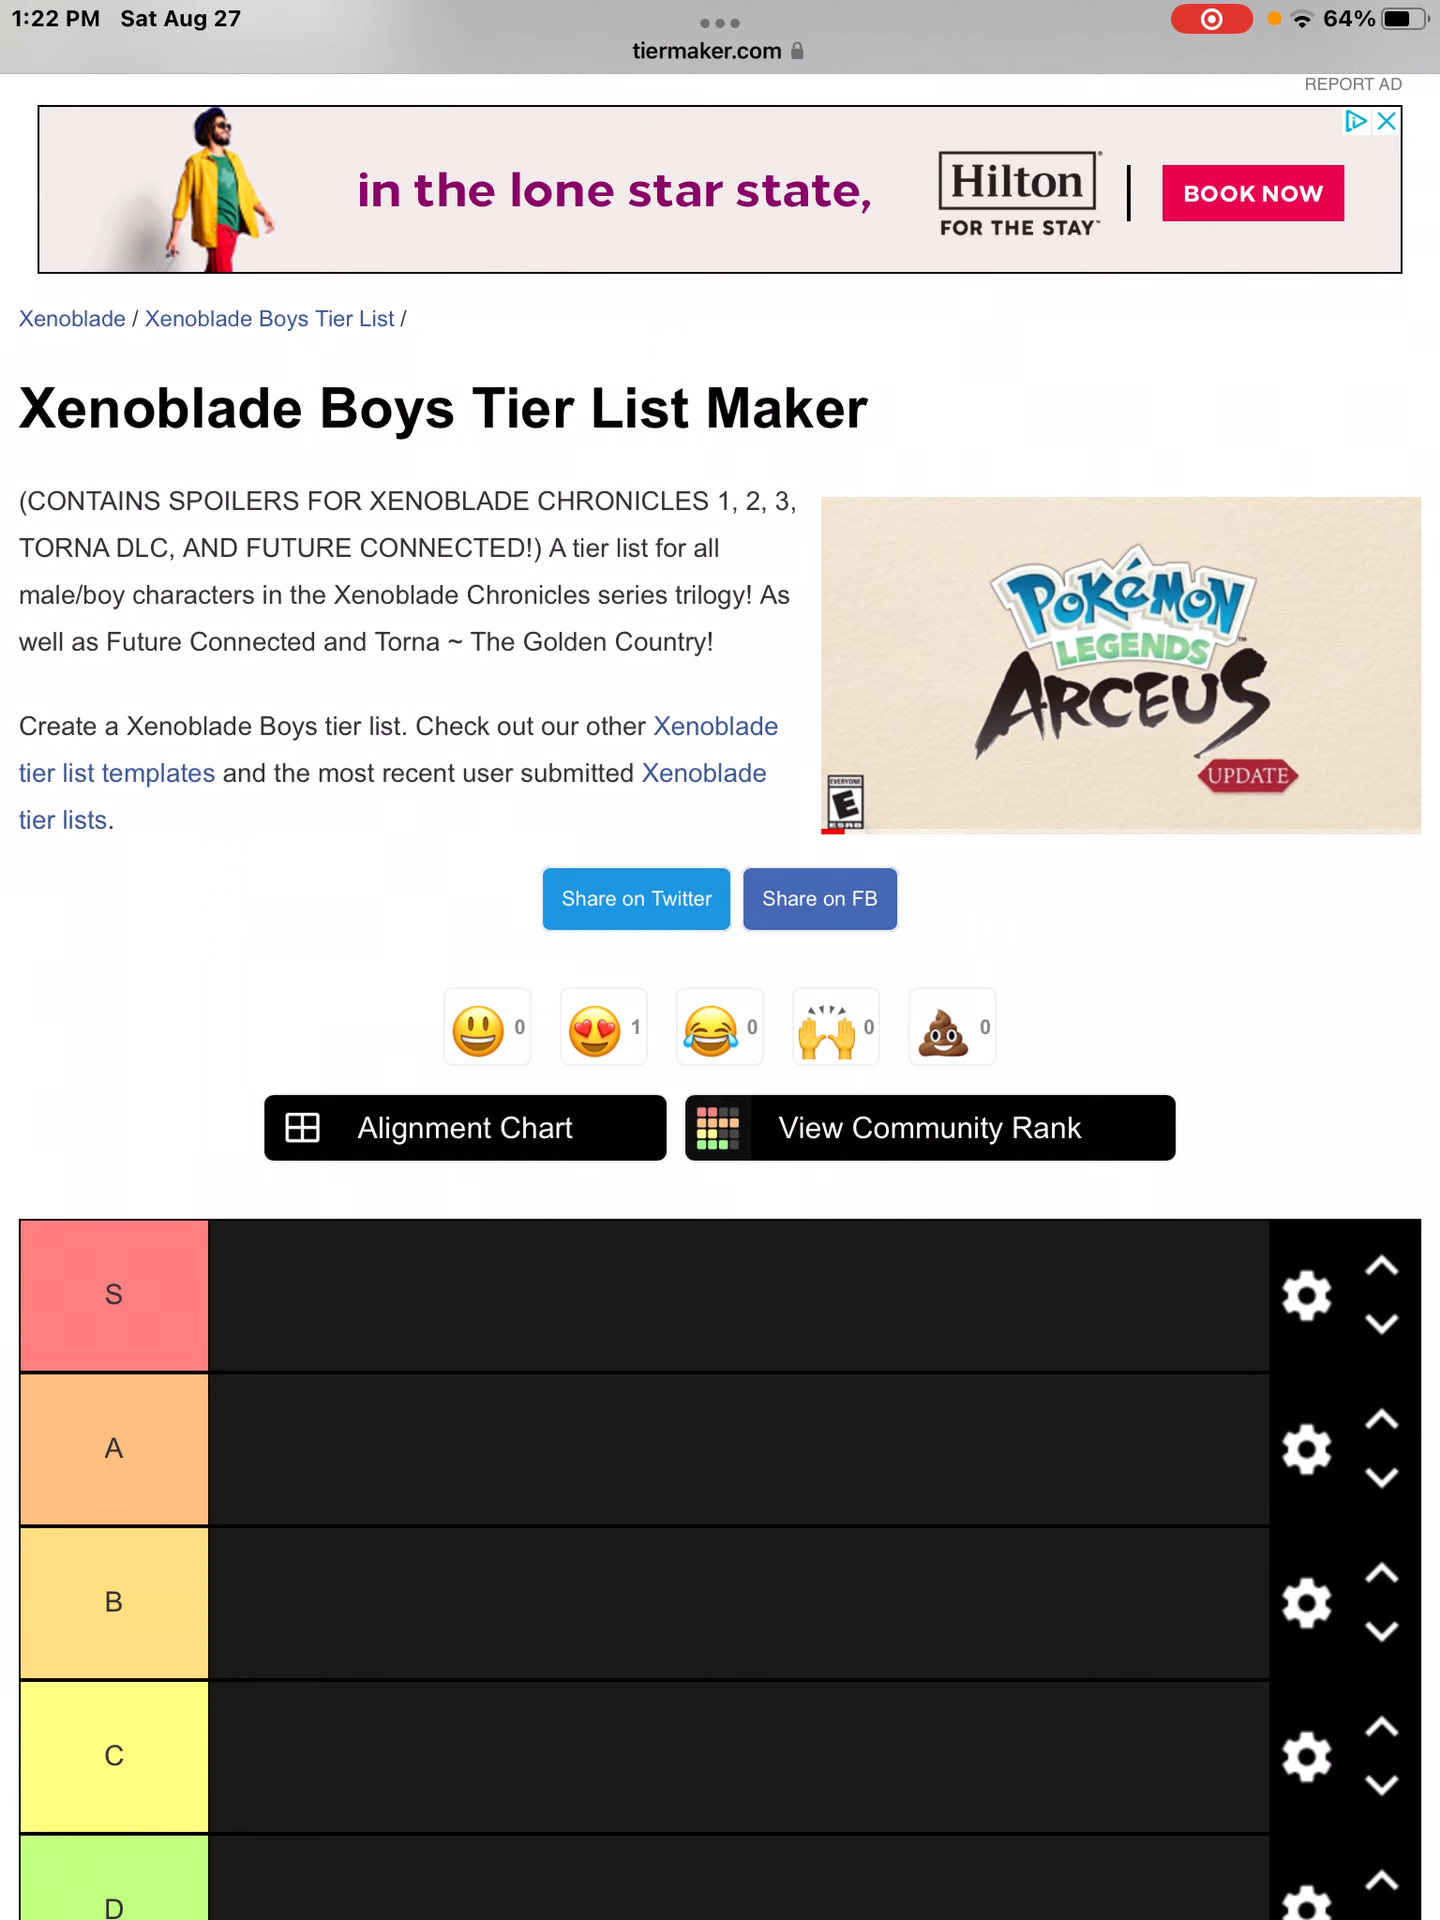 1:22 PM Sat Aug 27
64%
tiermaker.com
REPORT AD
in the lone star state,
Hilton
FOR THE STAY™
BOOK NOW
Xenoblade / Xenoblade Boys Tier List /
Xenoblade Boys Tier List Maker
(CONTAINS SPOILERS FOR XENOBLADE CHRONICLES 1, 2, 3,
TORNA DLC, AND FUTURE CONNECTED!) A tier list for all
male/boy characters in the Xenoblade Chronicles series trilogy! As
well as Future Connected and Torna ~ The Golden Country!
Create a Xenoblade Boys tier list. Check out our other Xenoblade
tier list templates and the most recent user submitted Xenoblade
tier lists.
POKéMON
LEGENDS™
ARCEUS
UPDATE
EVERYONE
E
ESRB
Share on Twitter
Share on FB
0
1
0
0
0
Alignment Chart
View Community Rank
S
A
B
C
D